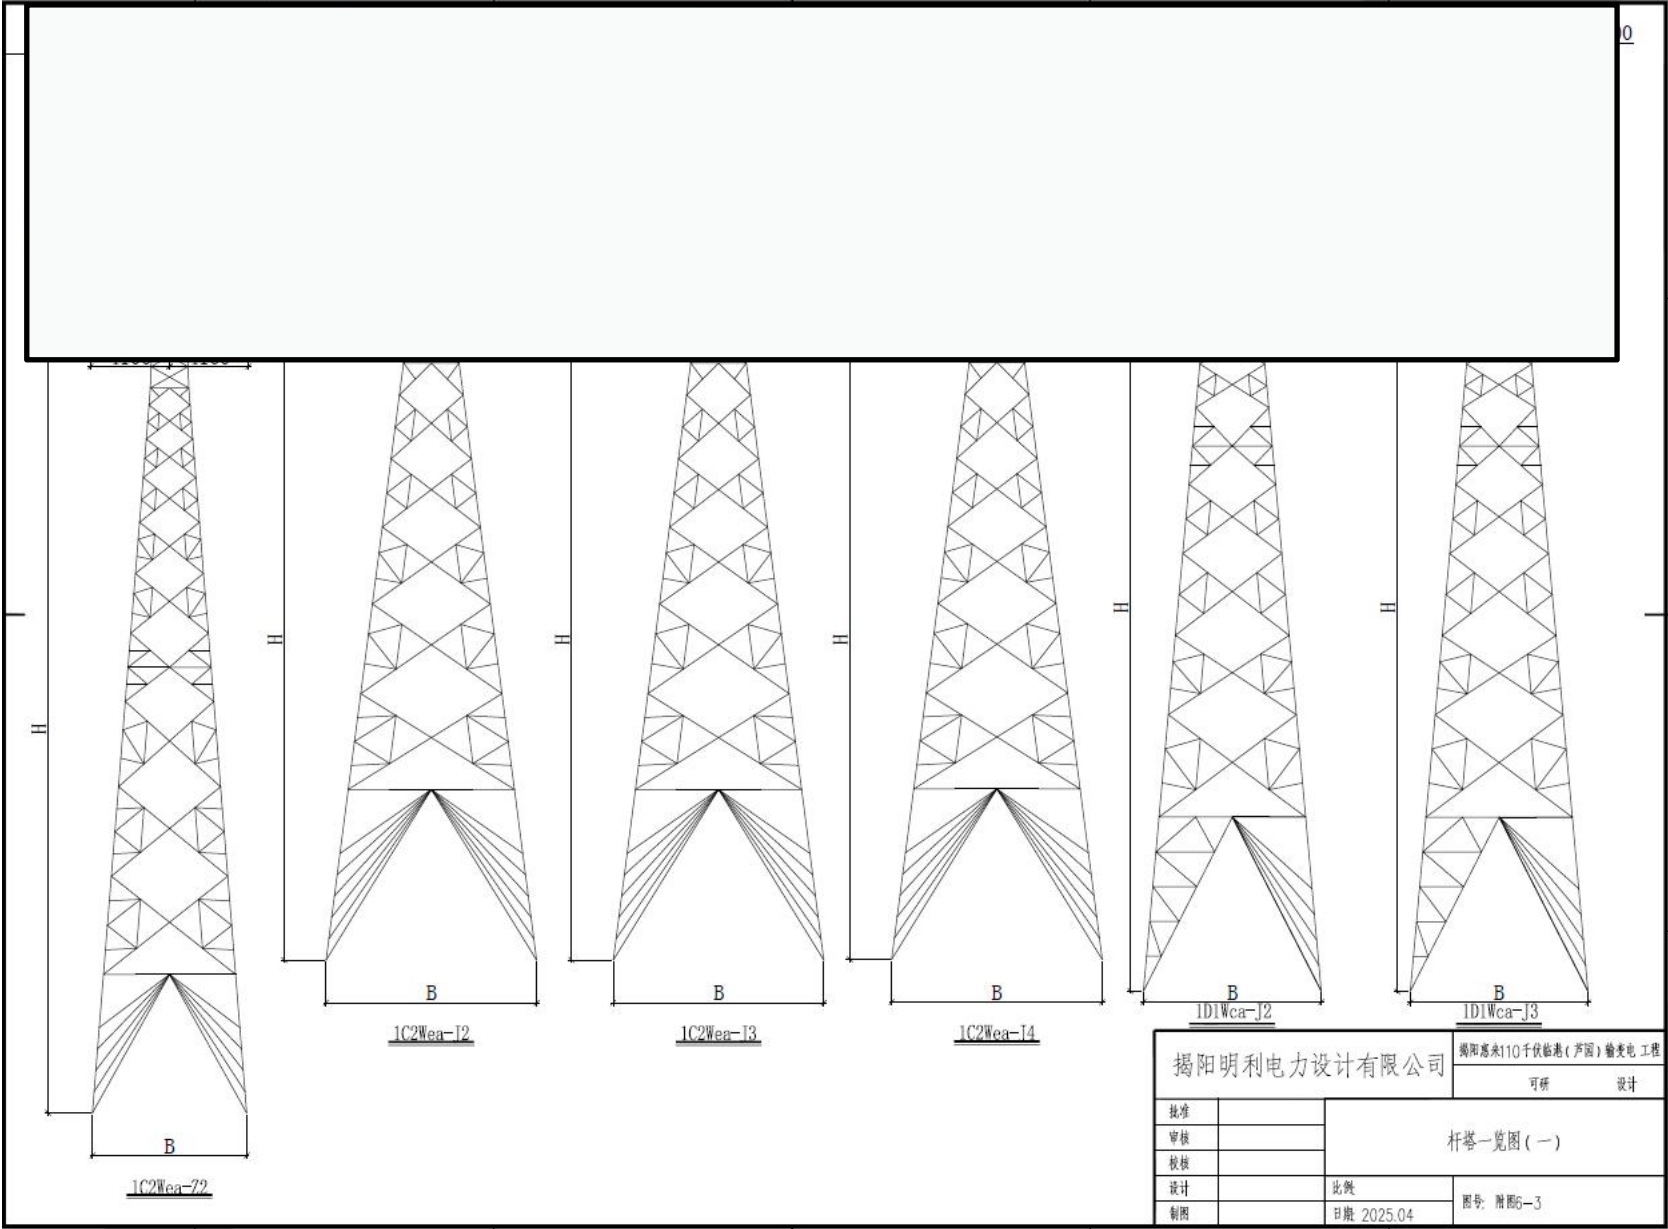 00
H
H
H
H
H
H
B
B
B
B
B
B
1C2Wea-Z2
1C2Wea-J2
1C2Wea-J3
1C2Wea-J4
1D1Wca-J2
1D1Wca-J3
揭阳明利电力设计有限公司
揭阳惠来110千伏临港(芦园)输变电 工程
可研 设计
批准
审核
校核
设计
制图
杆塔一览图(一)
比例
日期 2025.04
图号: 附图6-3